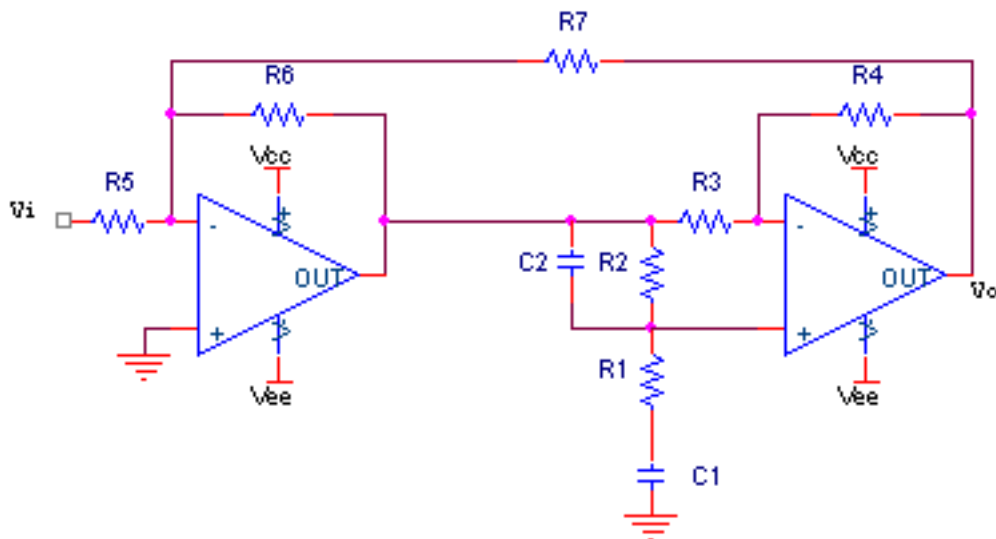 R7
R6
R4
Vcc
Vcc
R5
R3
Vi
-
-
C2
R2
OUT
OUT
Vo
+
+
R1
Vee
Vee
C1